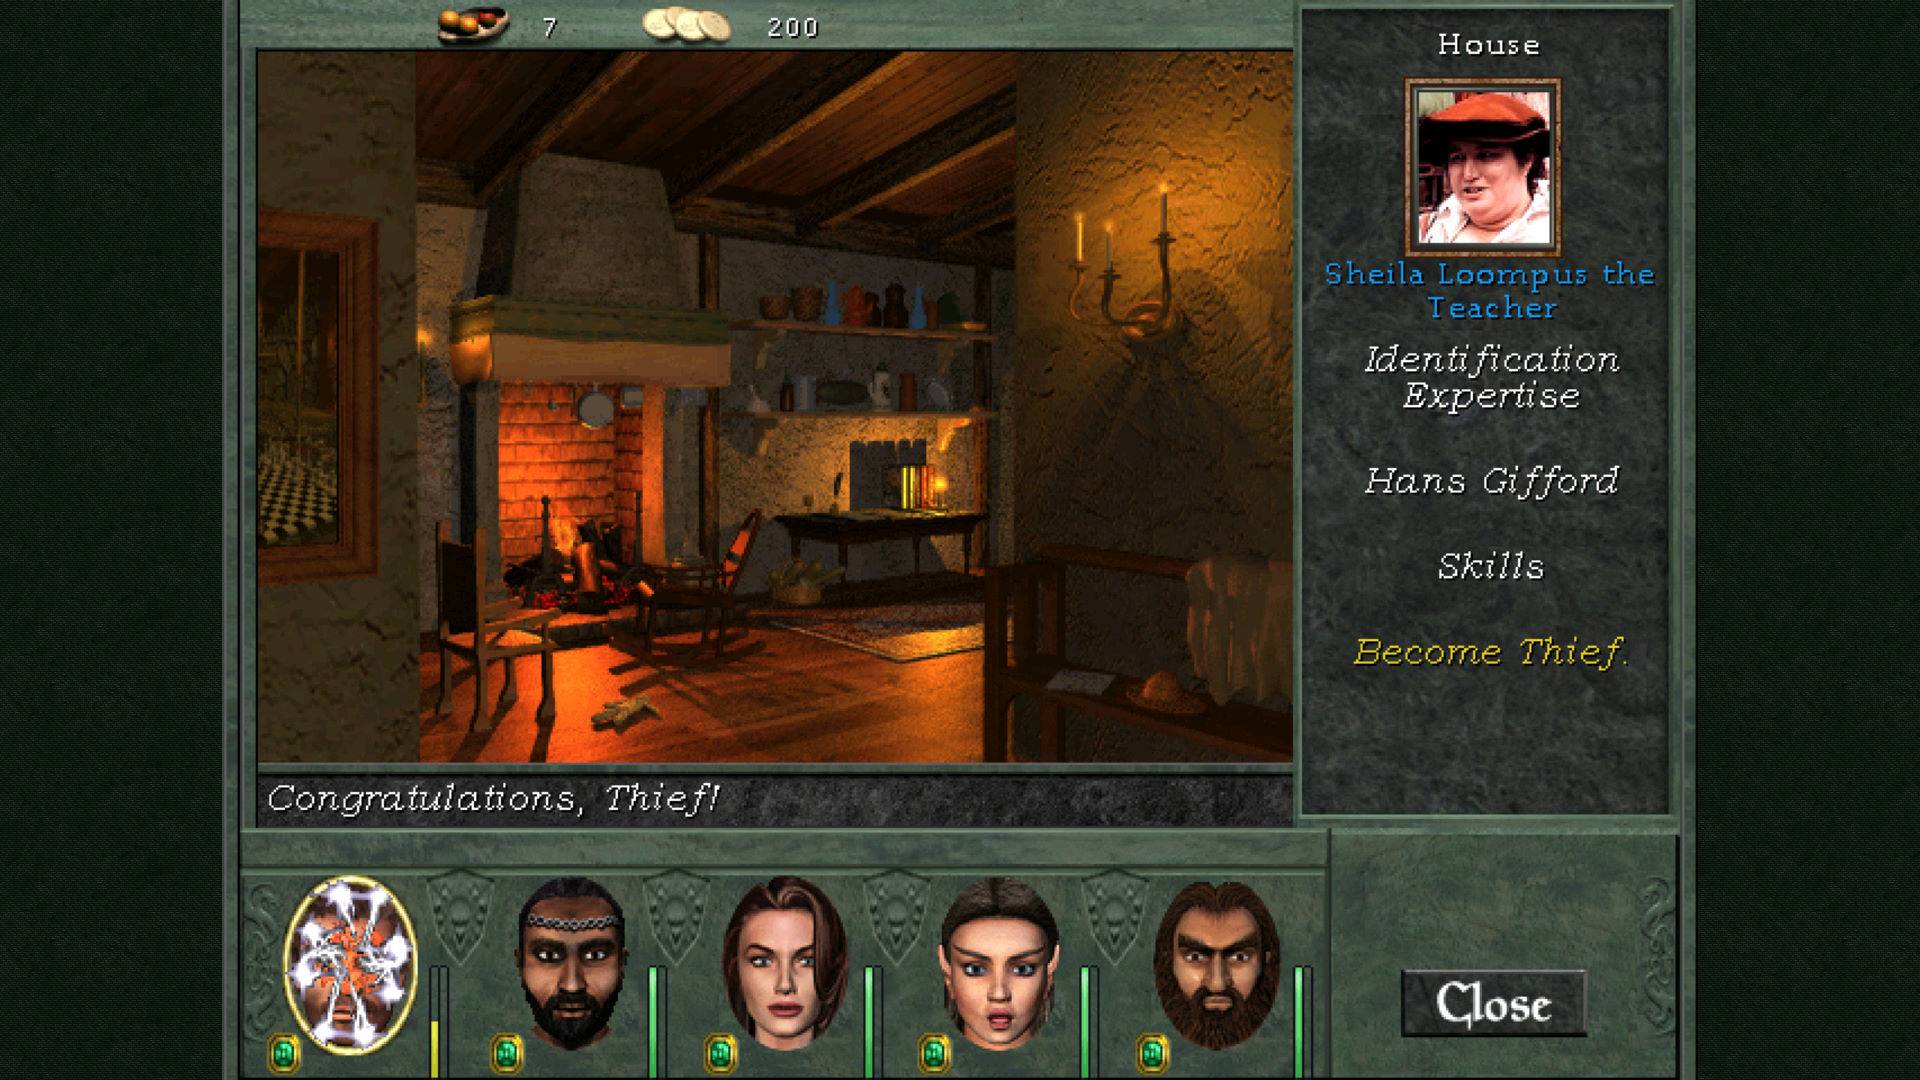 7 200
House
Sheila Loompus the
Teacher
Identification
Expertise
Hans Gifford
Skills
Become Thief.
Congratulations, Thief!
Close